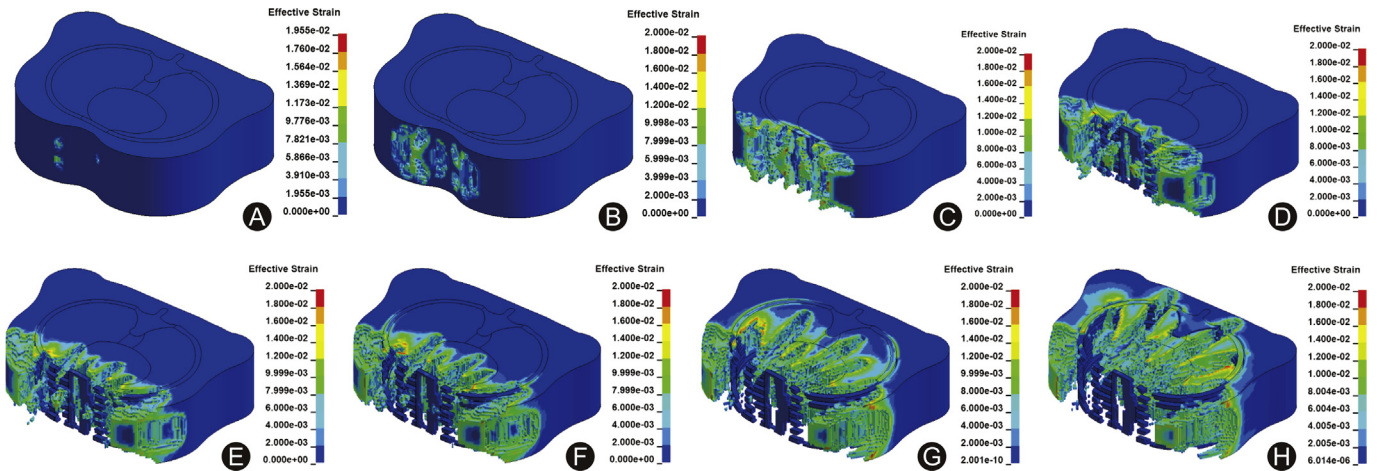 Effective Strain
1.955e-02
1.760e-02
1.564e-02
1.369e-02
1.173e-02
9.776e-03
7.821e-03
5.866e-03
3.910e-03
1.955e-03
0.000e+00
A
Effective Strain
2.000e-02
1.800e-02
1.600e-02
1.400e-02
1.200e-02
9.998e-03
7.999e-03
5.999e-03
3.999e-03
2.000e-03
0.000e+00
B
Effective Strain
2.000e-02
1.800e-02
1.600e-02
1.400e-02
1.200e-02
1.000e-02
8.000e-03
6.000e-03
4.000e-03
2.000e-03
0.000e+00
C
Effective Strain
2.000e-02
1.800e-02
1.600e-02
1.400e-02
1.200e-02
1.000e-02
8.000e-03
6.000e-03
4.000e-03
2.000e-03
0.000e+00
D
Effective Strain
2.000e-02
1.800e-02
1.600e-02
1.400e-02
1.200e-02
9.999e-03
9.999e-03
6.000e-03
4.000e-03
2.000e-03
0.000e+00
E
Effective Strain
2.000e-02
1.800e-02
1.600e-02
1.400e-02
1.200e-02
9.999e-03
9.999e-03
6.000e-03
4.000e-03
2.000e-03
0.000e+00
F
Effective Strain
2.000e-02
1.800e-02
1.600e-02
1.400e-02
1.200e-02
1.000e-02
8.000e-03
6.000e-03
4.000e-03
2.000e-03
2.001e-10
G
Effective Strain
2.000e-02
1.800e-02
1.600e-02
1.400e-02
1.200e-02
1.000e-02
8.004e-03
6.004e-03
4.005e-03
2.005e-03
6.014e-06
H